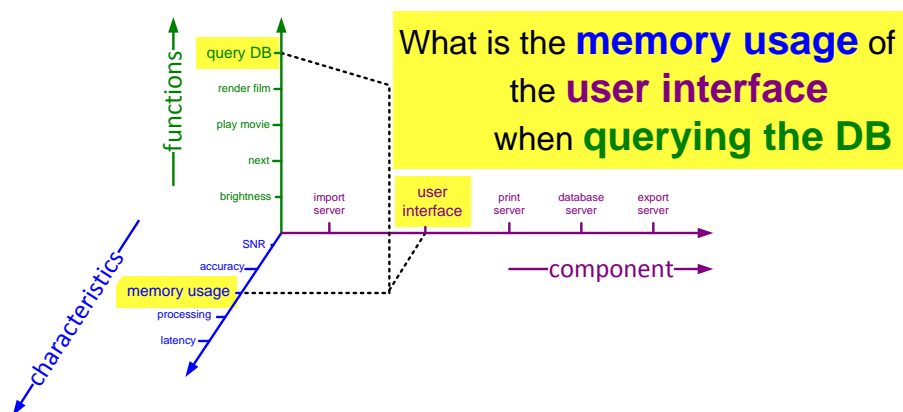 What is the memory usage of
the user interface
when querying the DB
functions
query DB
render film
play movie
next
brightness
import
server
user
interface
print
server
database
server
export
server
component
SNR
accuracy
memory usage
processing
latency
characteristics